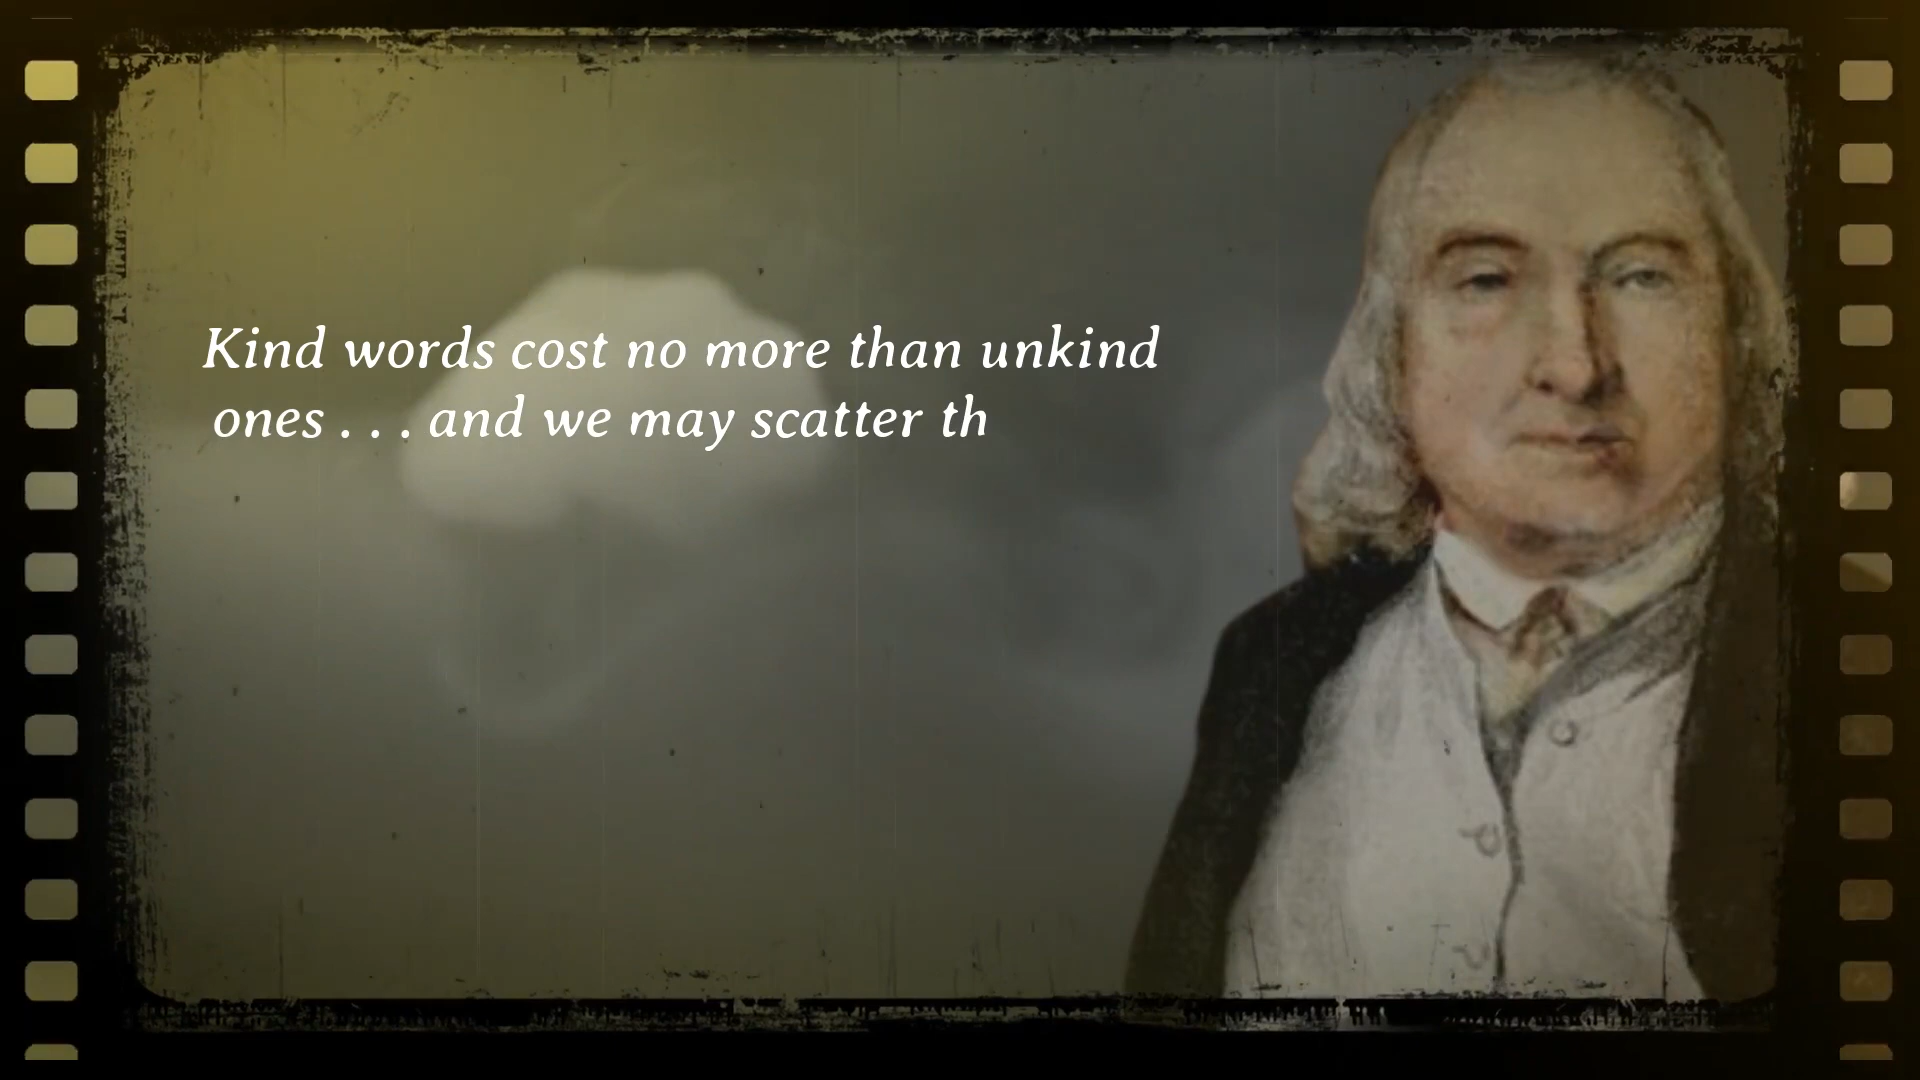 Kind words cost no more than unkind
ones . . . and we may scatter th